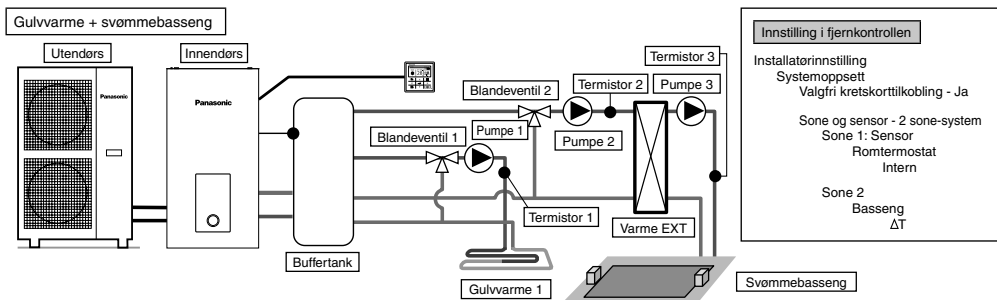 Gulvvarme + svømmebasseng
Utendørs
Innendørs
Panasonic
Panasonic
Blandeventil 1
Blandeventil 2
Pumpe 1
Termistor 2
Pumpe 2
Termistor 3
Pumpe 3
Termistor 1
Varme EXT
Buffertank
Gulvvarme 1
Svømmebasseng
Innstilling i fjernkontrollen
Installatørinnstilling
Systemoppsett
Valgfri kretskorttilkobling - Ja
Sone og sensor - 2 sone-system
Sone 1: Sensor
Romtermostat
Intern
Sone 2
Basseng
ΔT